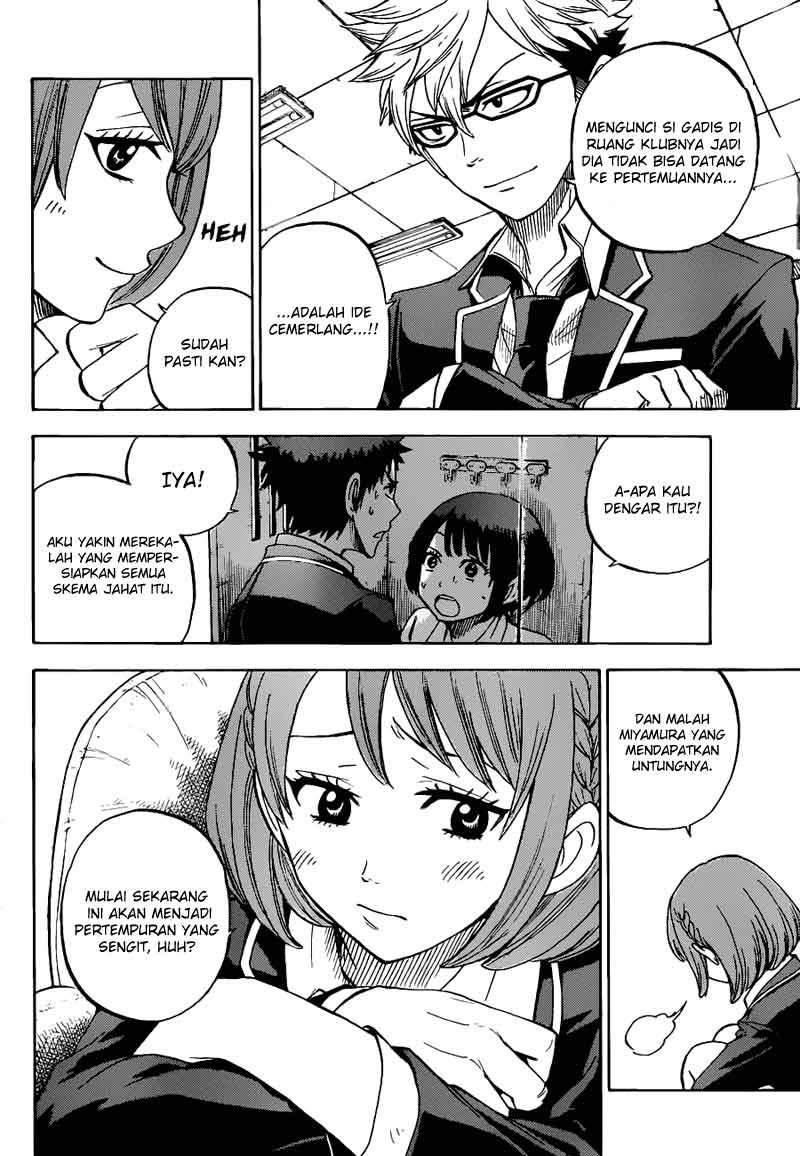 MENGUNCI SI GADIS DI
RUANG KLUBNYA JADI
DIA TIDAK BISA DATANG
KE PERTEMUANNYA...
...ADALAH IDE
CEMERLANG...!!
HEH
SUDAH
PASTI KAN?
A-APA KAU
DENGAR ITU?!
IYA!
AKU YAKIN MEREKA-
LAH YANG MEMPER-
SIAPKAN SEMUA
SKEMA JAHAT ITU.
DAN MALAH
MIYAMURA YANG
MENDAPATKAN
UNTUNGNYA.
MULAI SEKARANG
INI AKAN MENJADI
PERTEMPURAN YANG
SENGIT, HUH?